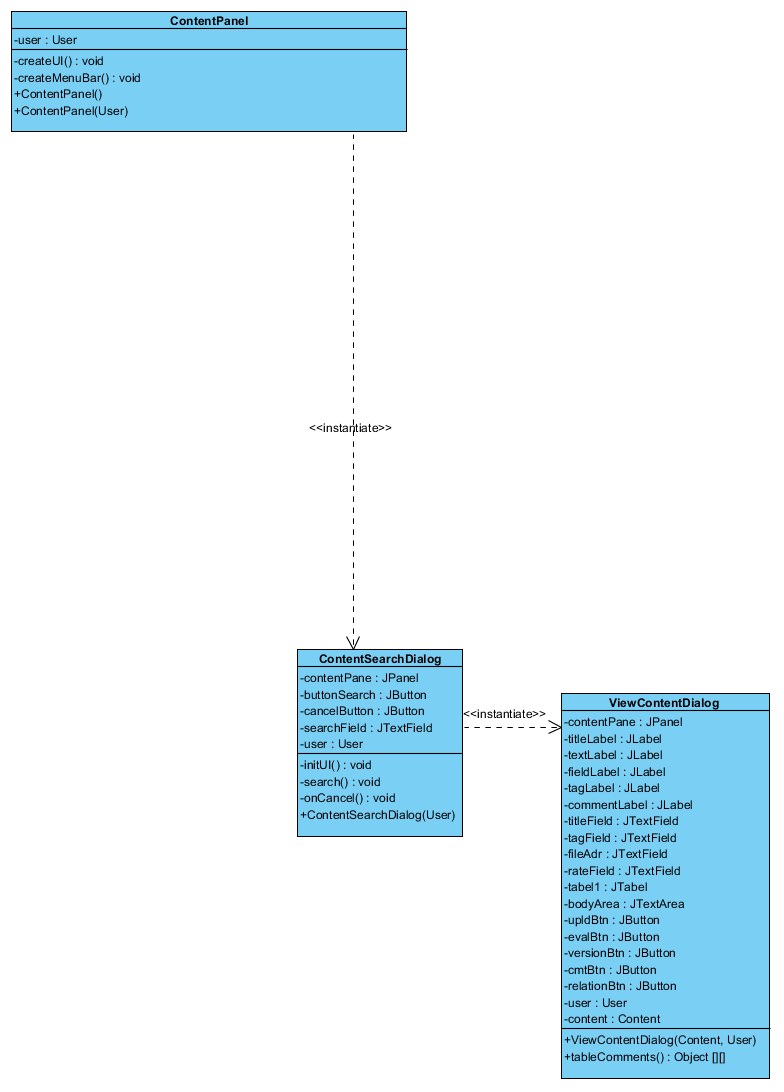 ContentPanel
-user : User
-createUI() : void
-createMenuBar() : void
+ContentPanel()
+ContentPanel(User)
<<instantiate>>
ContentSearchDialog
-contentPane : JPanel
-buttonSearch : JButton
-cancelButton : JButton
-searchField : JTextField
-user : User
-initUI() : void
-search() : void
-onCancel() : void
+ContentSearchDialog(User)
<<instantiate>>
ViewContentDialog
-contentPane : JPanel
-titleLabel : JLabel
-textLabel : JLabel
-fieldLabel : JLabel
-tagLabel : JLabel
-commentLabel : JLabel
-titleField : JTextField
-tagField : JTextField
-fileAdr : JTextField
-rateField : JTextField
-tabel1 : JTabel
-bodyArea : JTextArea
-upldBtn : JButton
-evalBtn : JButton
-versionBtn : JButton
-cmtBtn : JButton
-relationBtn : JButton
-user : User
-content : Content
+ViewContentDialog(Content, User)
+tableComments() : Object [][]